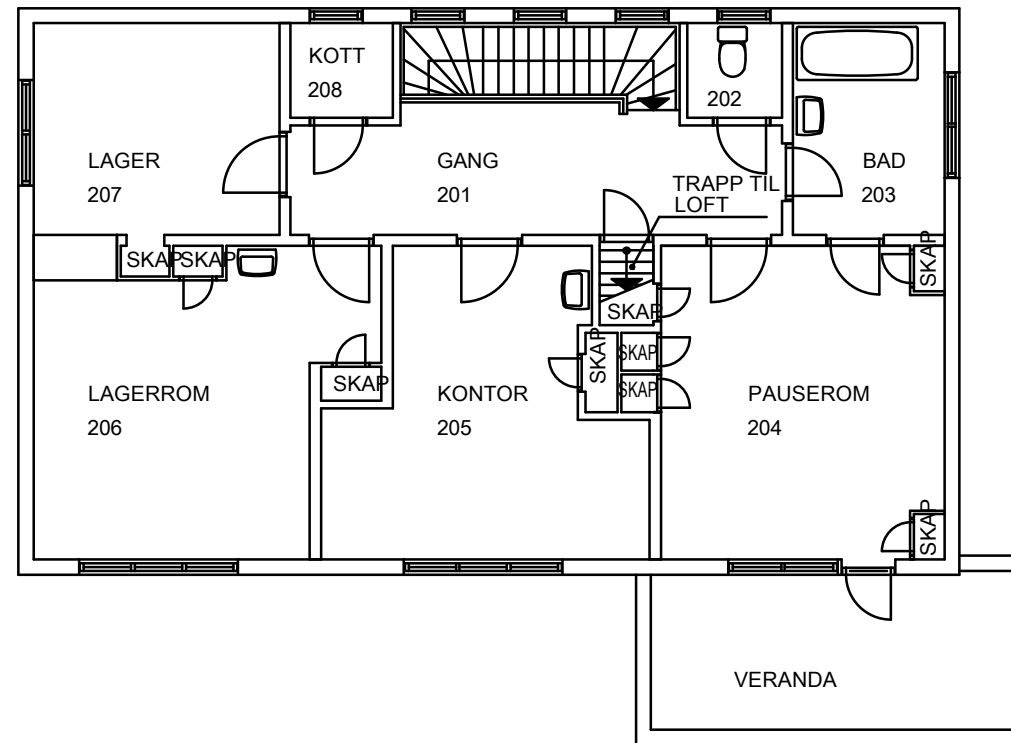 KOTT
208
202
LAGER
207
GANG
201
BAD
203
TRAPP TIL
LOFT
SKAP
SKAP
SKAP
SKAP
SKAP
SKAP
SKAP
SKAP
LAGERROM
206
KONTOR
205
PAUSEROM
204
SKAP
SKAP
VERANDA